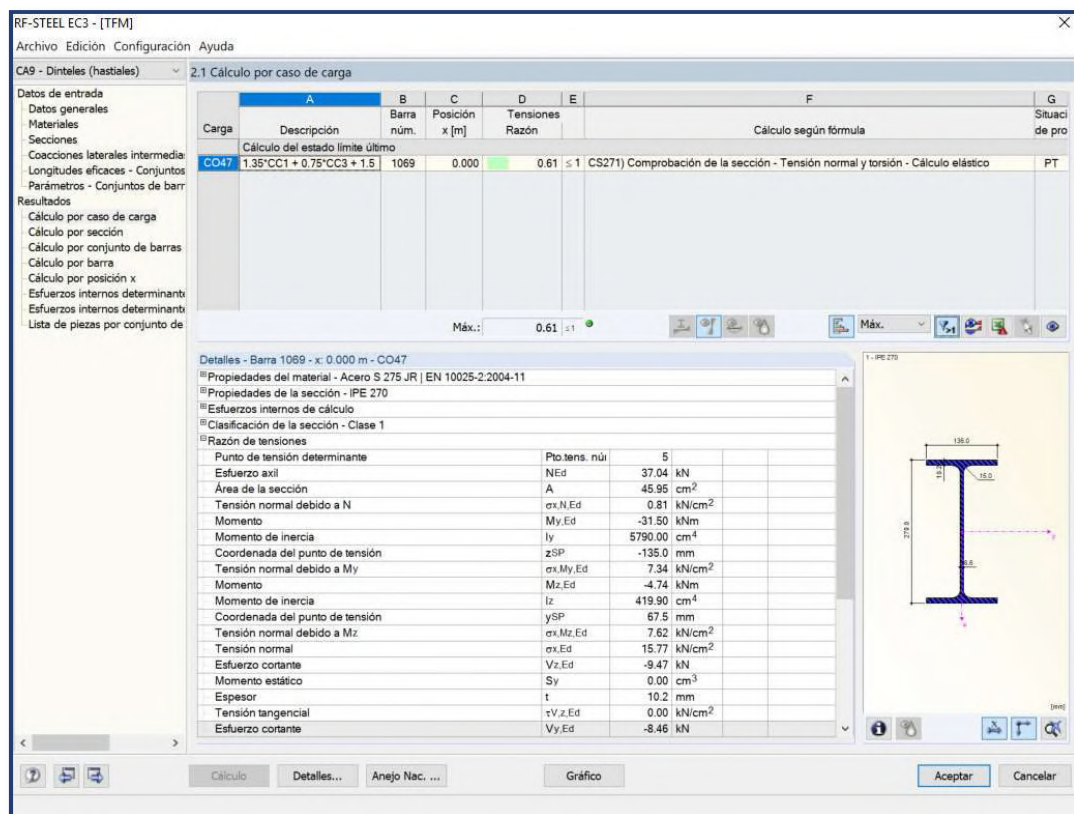 RF-STEEL EC3 - [TFM]
Archivo Edición Configuración Ayuda
CA9 - Dinteles (hastiales)
2.1 Cálculo por caso de carga
Datos de entrada
Datos generales
Materiales
Secciones
Coacciones laterales intermedia
Longitudes eficaces - Conjuntos
Parámetros - Conjuntos de barr
Resultados
Cálculo por caso de carga
Cálculo por sección
Cálculo por conjunto de barras
Cálculo por barra
Cálculo por posición x
Esfuerzos internos determinante
Esfuerzos internos determinante
Lista de piezas por conjunto de
A B C D E F G
Barra Posición Tensiones Situaci
Carga Descripción núm. x [m] Razón Cálculo según fórmula de pro
Cálculo del estado límite último
CO47 1.35*CC1 + 0.75*CC3 + 1.5 1069 0.000 0.61 ≤ 1 CS271) Comprobación de la sección - Tensión normal y torsión - Cálculo elástico PT
Máx.: 0.61 ≤1 Máx.
Detalles - Barra 1069 - x: 0.000 m - CO47
Propiedades del material - Acero S 275 JR | EN 10025-2:2004-11
Propiedades de la sección - IPE 270
Esfuerzos internos de cálculo
Clasificación de la sección - Clase 1
Razón de tensiones
Punto de tensión determinante Pto.tens. núi 5
Esfuerzo axil NEd 37.04 kN
Área de la sección A 45.95 cm2
Tensión normal debido a N σx,N,Ed 0.81 kN/cm2
Momento My,Ed -31.50 kNm
Momento de inercia Iy 5790.00 cm4
Coordenada del punto de tensión zSP -135.0 mm
Tensión normal debido a My σx,My,Ed 7.34 kN/cm2
Momento Mz,Ed -4.74 kNm
Momento de inercia Iz 419.90 cm4
Coordenada del punto de tensión ySP 67.5 mm
Tensión normal debido a Mz σx,Mz,Ed 7.62 kN/cm2
Tensión normal σx,Ed 15.77 kN/cm2
Esfuerzo cortante Vz,Ed -9.47 kN
Momento estático Sy 0.00 cm3
Espesor t 10.2 mm
Tensión tangencial τV,z,Ed 0.00 kN/cm2
Esfuerzo cortante Vy,Ed -8.46 kN
1 - IPE 270
135.0
10.2
15.0
270.0
y
6.6
z
[mm]
Cálculo Detalles... Anejo Nac. ... Gráfico Aceptar Cancelar